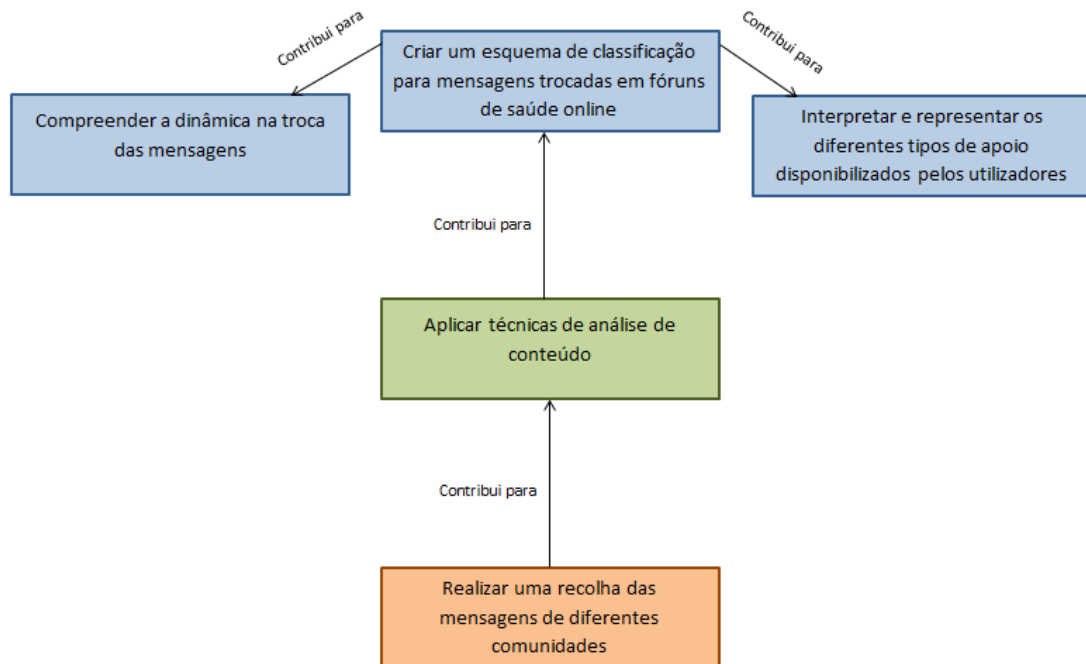 Contribui para
Criar um esquema de classificação
para mensagens trocadas em fóruns
de saúde online
Contribui para
Compreender a dinâmica na troca
das mensagens
Interpretar e representar os
diferentes tipos de apoio
disponibilizados pelos utilizadores
Contribui para
Aplicar técnicas de análise de
conteúdo
Contribui para
Realizar uma recolha das
mensagens de diferentes
comunidades